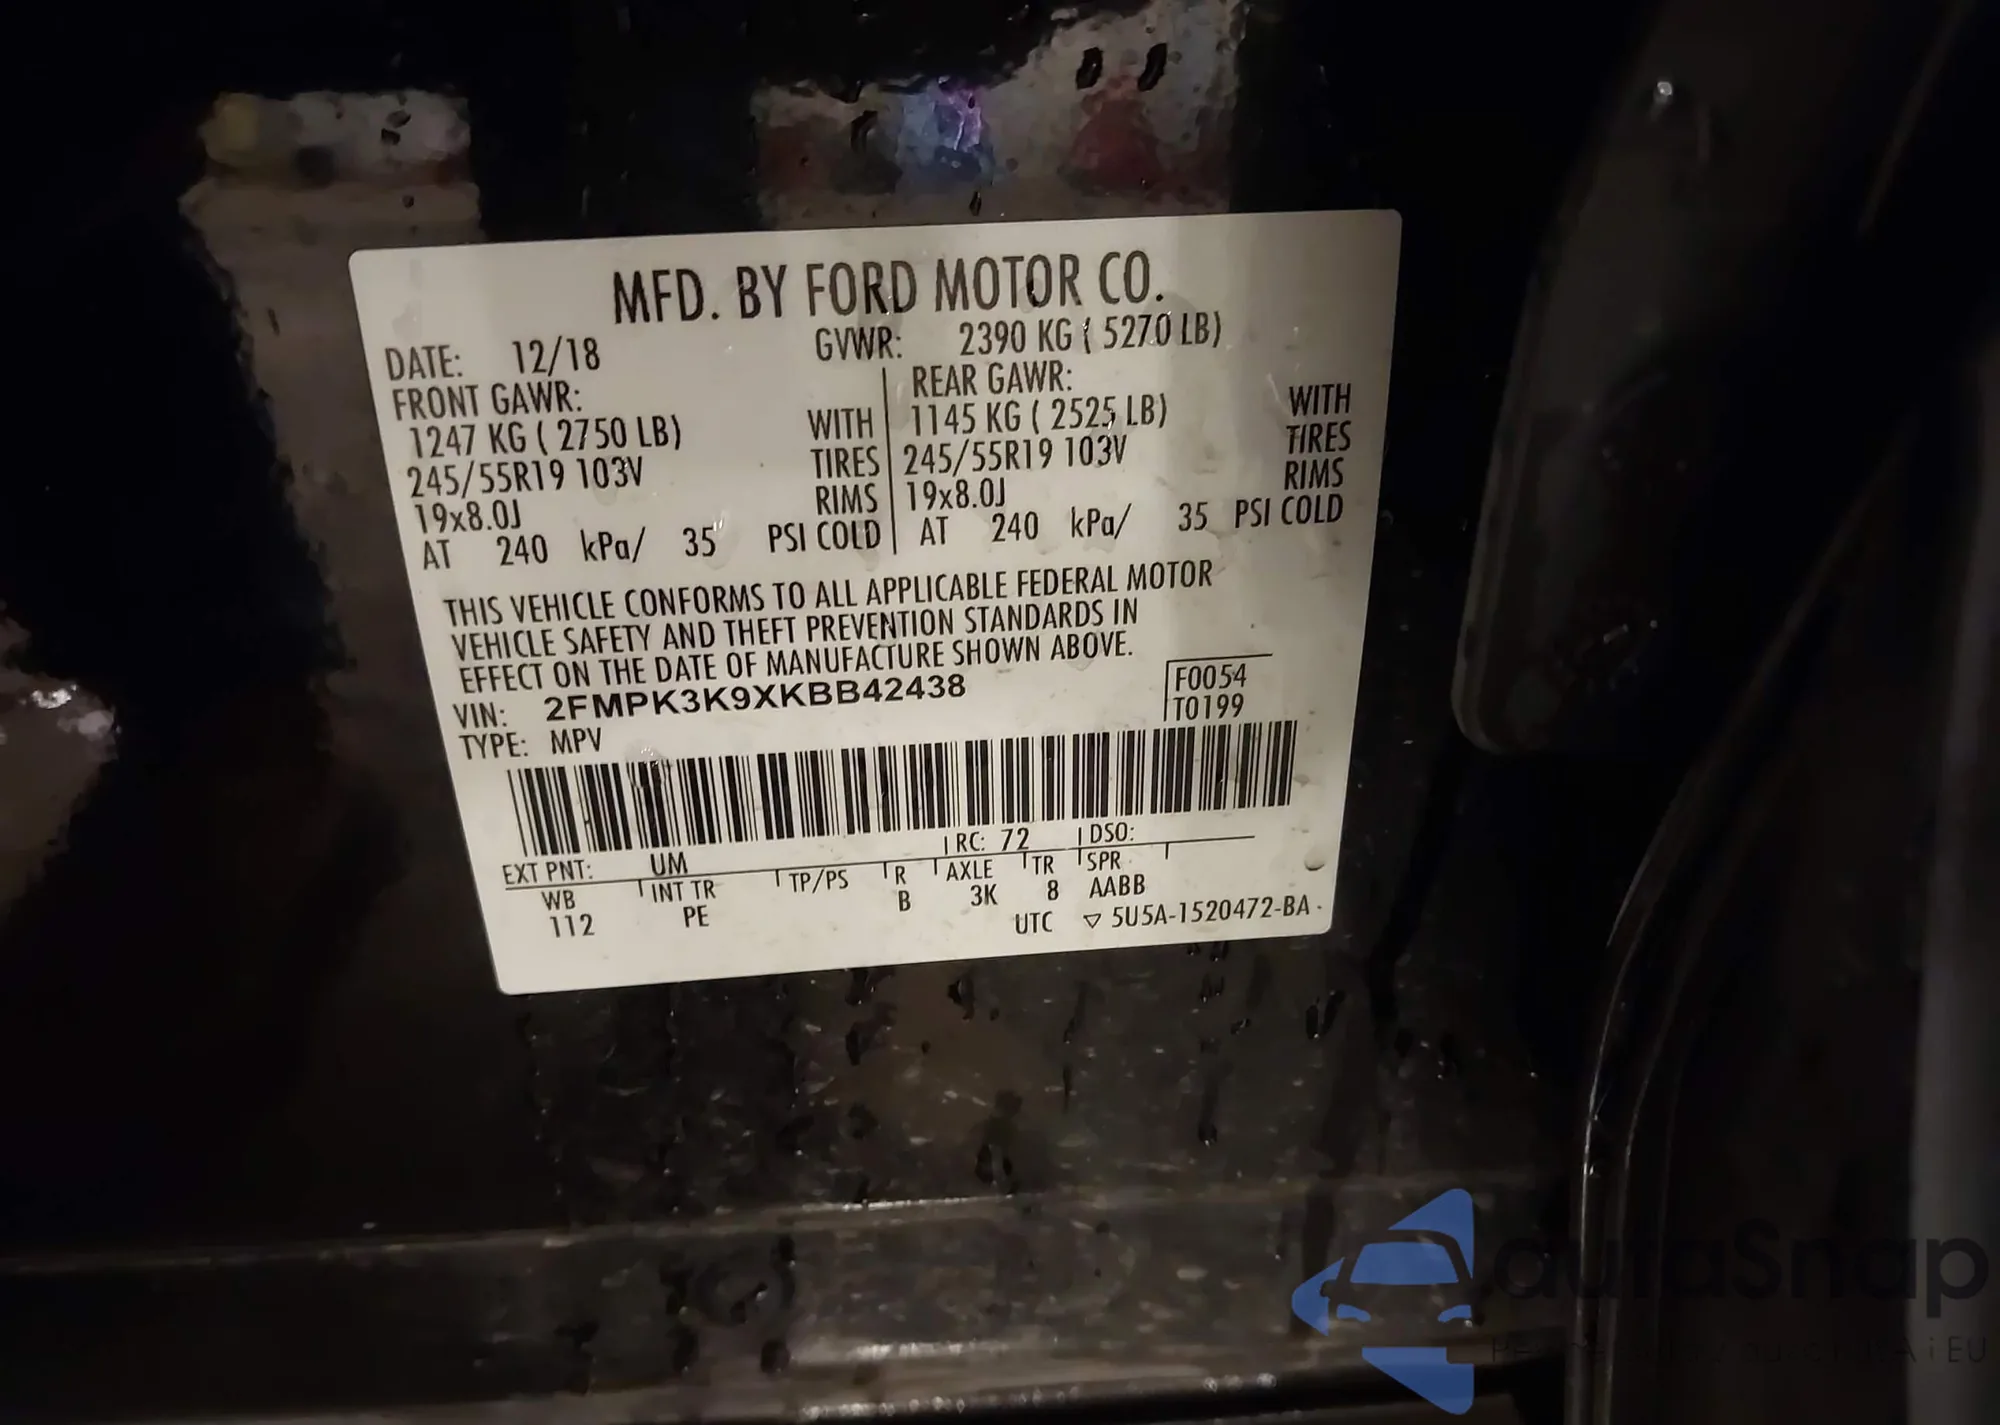 MFD. BY FORD MOTOR CO.
DATE: 12/18 GVWR: 2390 KG ( 5270 LB)
FRONT GAWR: REAR GAWR:
1247 KG ( 2750 LB) WITH 1145 KG ( 2525 LB) WITH
245/55R19 103V TIRES 245/55R19 103V TIRES
19x8.0J RIMS 19x8.0J RIMS
AT 240 kPa/ 35 PSI COLD AT 240 kPa/ 35 PSI COLD
THIS VEHICLE CONFORMS TO ALL APPLICABLE FEDERAL MOTOR
VEHICLE SAFETY AND THEFT PREVENTION STANDARDS IN
EFFECT ON THE DATE OF MANUFACTURE SHOWN ABOVE.
VIN: 2FMPK3K9XKBB42438 F0054
TYPE: MPV T0199
EXT PNT: UM RC: 72 DSO:
WB INT TR TP/PS R AXLE TR SPR
112 PE B 3K 8 AABB
UTC ▽ 5U5A-1520472-BA
autoSnap